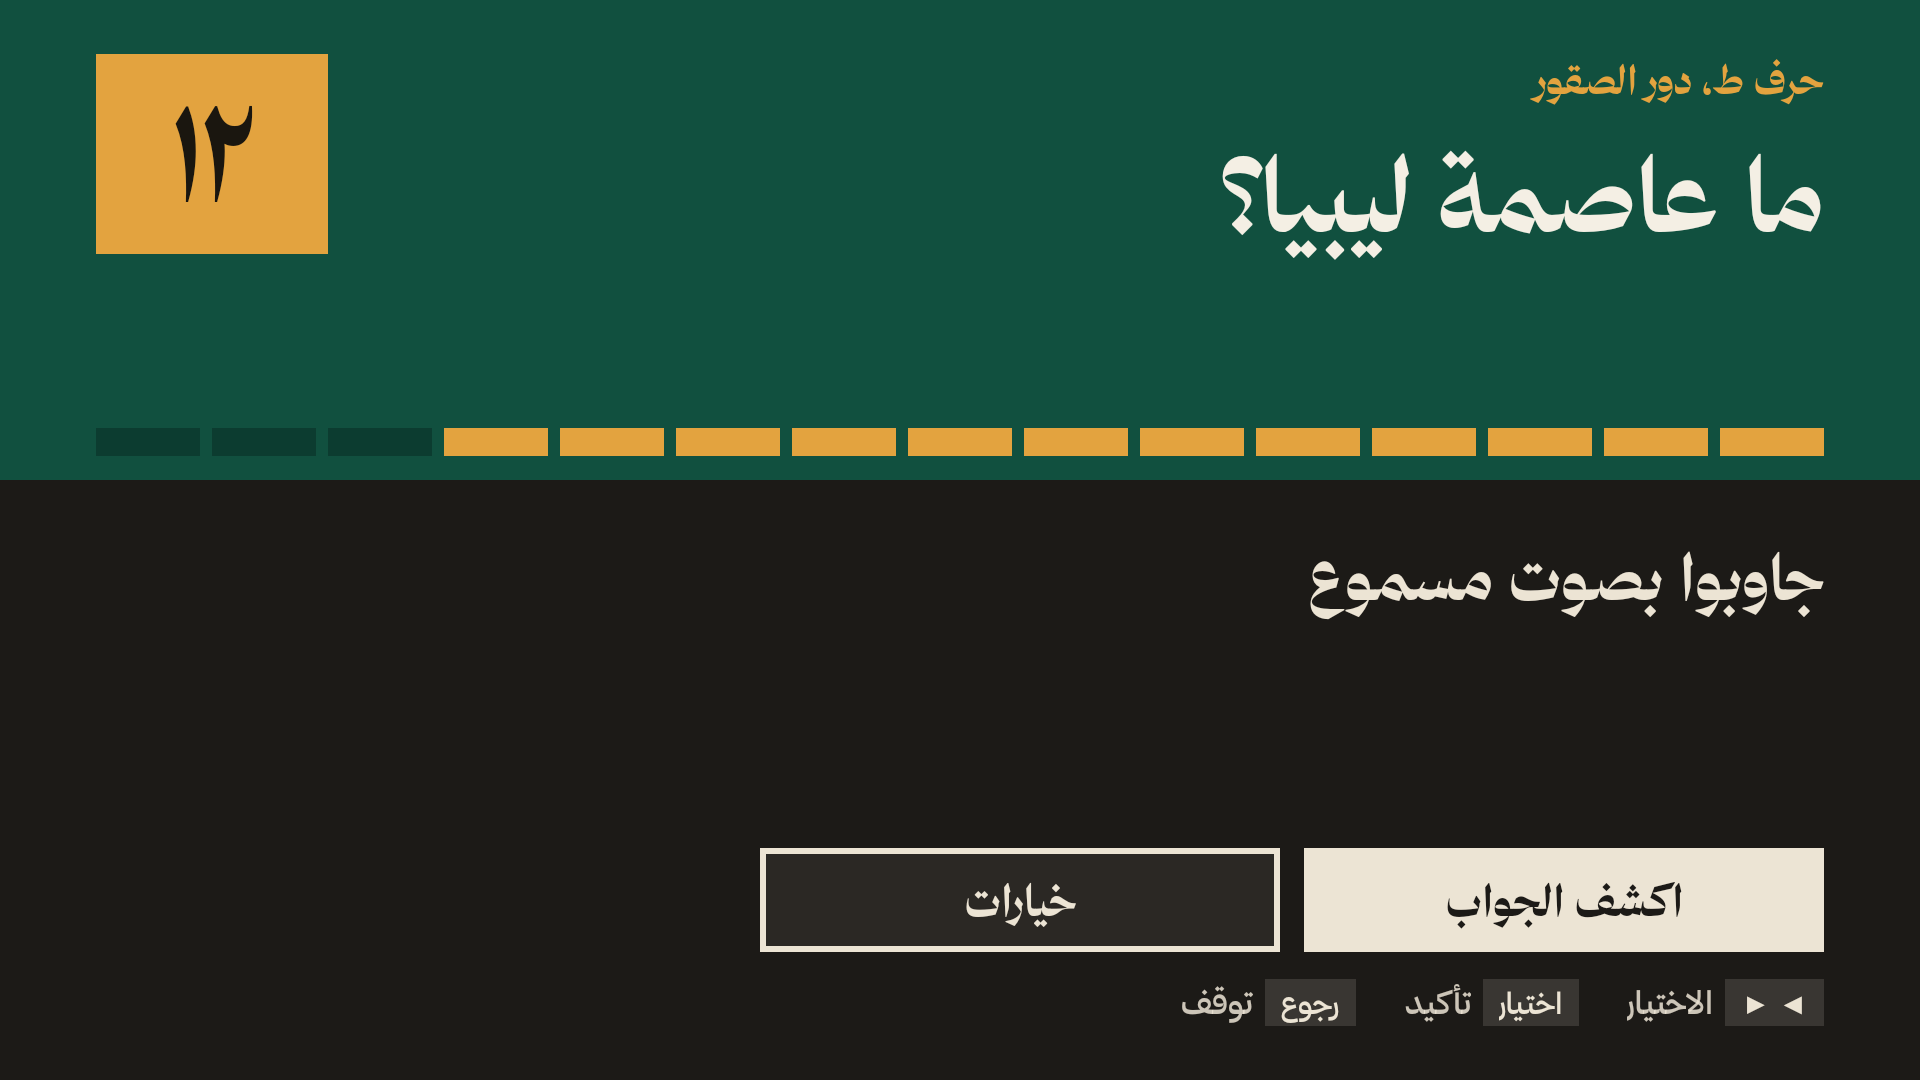 حرف ط، دور الصقور
ما عاصمة ليبيا؟
١٢
جاوبوا بصوت مسموع
اكشف الجواب
خيارات
◀ ▶ الاختيار
اختيار تأكيد
رجوع توقف